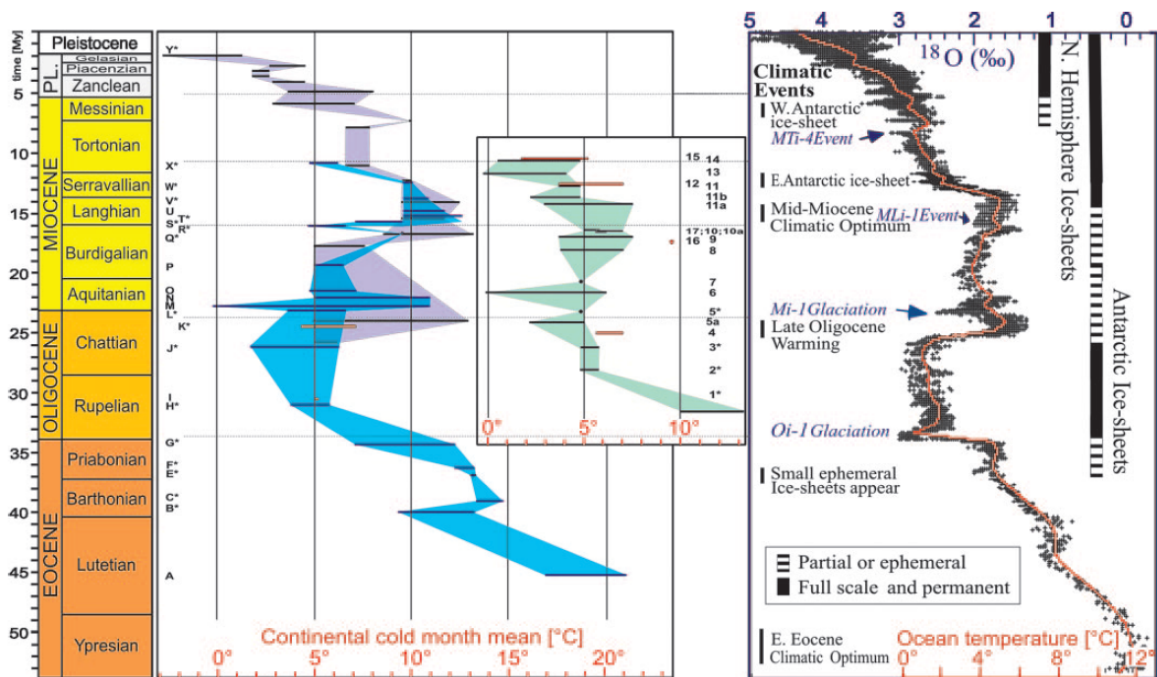 time [My]
5
10
15
20
25
30
35
40
45
50
PL.
MIOCENE
OLIGOCENE
EOCENE
Pleistocene
Gelasian
Piacenzian
Zanclean
Messinian
Tortonian
Serravallian
Langhian
Burdigalian
Aquitanian
Chattian
Rupelian
Priabonian
Barthonian
Lutetian
Ypresian
Y*
X*
W*
V*
U
T*
S*
R*
Q*
P
O
N
M
L*
K*
J*
I
H*
G*
F*
E*
C*
B*
A
Continental cold month mean [°C]
0° 5° 10° 15° 20°
15 14
13
12 11
11b
11a
17;10;10a
16 9
8
7
6
5*
5a
4
3*
2*
1*
0° 5° 10°
5 4 3 2 1 0
18O (‰)
Climatic
Events
W. Antarctic
ice-sheet
MTi-4Event
E.Antarctic ice-sheet
Mid-Miocene
Climatic Optimum
MLi-1Event
Mi-1Glaciation
Late Oligocene
Warming
Oi-1Glaciation
Small ephemeral
Ice-sheets appear
N. Hemisphere Ice-sheets
Antarctic Ice-sheets
Partial or ephemeral
Full scale and permanent
E. Eocene
Climatic Optimum
Ocean temperature [°C]
0° 4° 8° 12°